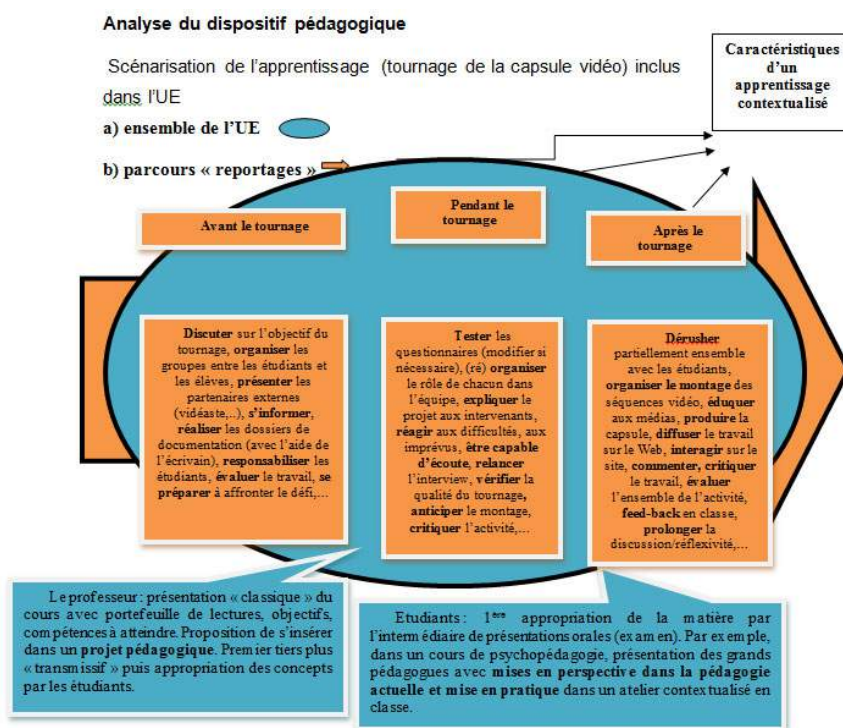 Analyse du dispositif pédagogique
Scénarisation de l'apprentissage (tournage de la capsule vidéo) inclus
dans l'UE
a) ensemble de l'UE
b) parcours « reportages »
Caractéristiques
d'un
apprentissage
contextualisé
Avant le tournage
Pendant le
tournage
Après le
tournage
Discuter sur l'objectif du
tournage, organiser les
groupes entre les étudiants et
les élèves, présenter les
partenaires externes
(vidéaste,..), s'informer,
réaliser les dossiers de
documentation (avec l'aide de
l'écrivain), responsabiliser les
étudiants, évaluer le travail, se
préparer à affronter le défi,...
Tester les
questionnaires (modifier si
nécessaire), (ré) organiser
le rôle de chacun dans
l'équipe, expliquer le
projet aux intervenants,
réagir aux difficultés, aux
imprévus, être capable
d'écoute, relancer
l'interview, vérifier la
qualité du tournage,
anticiper le montage,
critiquer l'activité,...
Dérusher
partiellement ensemble
avec les étudiants,
organiser le montage des
séquences vidéo, éduquer
aux médias, produire la
capsule, diffuser le travail
sur le Web, interagir sur le
site, commenter, critiquer
le travail, évaluer
l'ensemble de l'activité,
feed-back en classe,
prolonger la
discussion/réflexivité,...
Le professeur : présentation « classique » du
cours avec portefeuille de lectures, objectifs,
compétences à atteindre. Proposition de s'insérer
dans un projet pédagogique. Premier tiers plus
« transmissif » puis appropriation des concepts
par les étudiants.
Etudiants : 1ère appropriation de la matière par
l'intermédiaire de présentations orales (examen). Par exemple,
dans un cours de psychopédagogie, présentation des grands
pédagogues avec mises en perspective dans la pédagogie
actuelle et mise en pratique dans un atelier contextualisé en
classe.